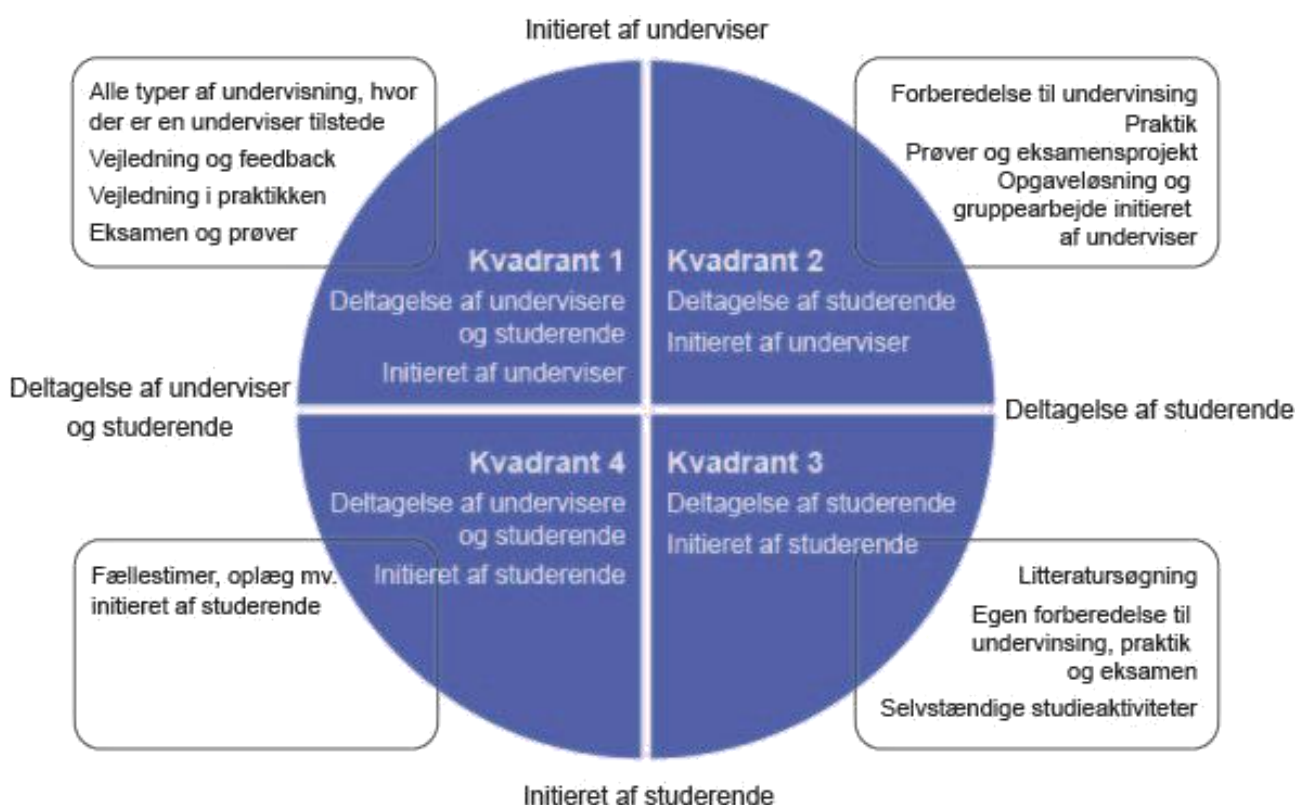 Initieret af underviser
Alle typer af undervisning, hvor
der er en underviser tilstede
Vejledning og feedback
Vejledning i praktikken
Eksamen og prøver
Forberedelse til undervinsing
Praktik
Prøver og eksamensprojekt
Opgaveløsning og
gruppearbejde initieret
af underviser
Kvadrant 1
Deltagelse af undervisere
og studerende
Initieret af underviser
Kvadrant 2
Deltagelse af studerende
Initieret af underviser
Deltagelse af underviser
og studerende
Deltagelse af studerende
Kvadrant 4
Deltagelse af undervisere
og studerende
Initieret af studerende
Kvadrant 3
Deltagelse af studerende
Initieret af studerende
Fællestimer, oplæg mv.
initieret af studerende
Litteratursøgning
Egen forberedelse til
undervinsing, praktik
og eksamen
Selvstændige studieaktiviteter
Initieret af studerende